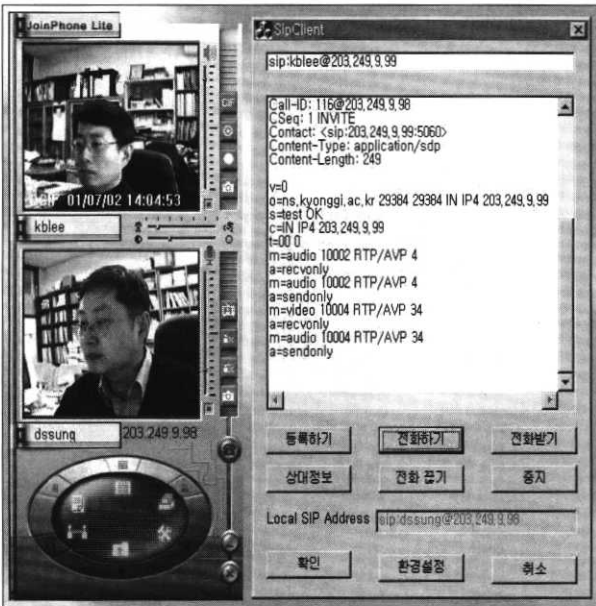 JoinPhone Lite
01/07/02 14:04:53
kblee
dssung
203.249.9.98
SipClient
sip:kblee@203,249,9,99
Call-ID: 116@203,249,9,98
CSeq: 1 INVITE
Contact: <sip:203,249,9,99:5060>
Content-Type: application/sdp
Content-Length: 249
v=0
o=ns,kyonggi,ac,kr 29384 29384 IN IP4 203,249,9,99
s=test OK
c=IN IP4 203,249,9,99
t=00 0
m=audio 10002 RTP/AVP 4
a=recvonly
m=audio 10002 RTP/AVP 4
a=sendonly
m=video 10004 RTP/AVP 34
a=recvonly
m=audio 10004 RTP/AVP 34
a=sendonly
등록하기 전화하기 전화받기
상대정보 전화 끊기 중지
Local SIP Address sip:dssung@203,249,9,98
확인 환경설정 취소